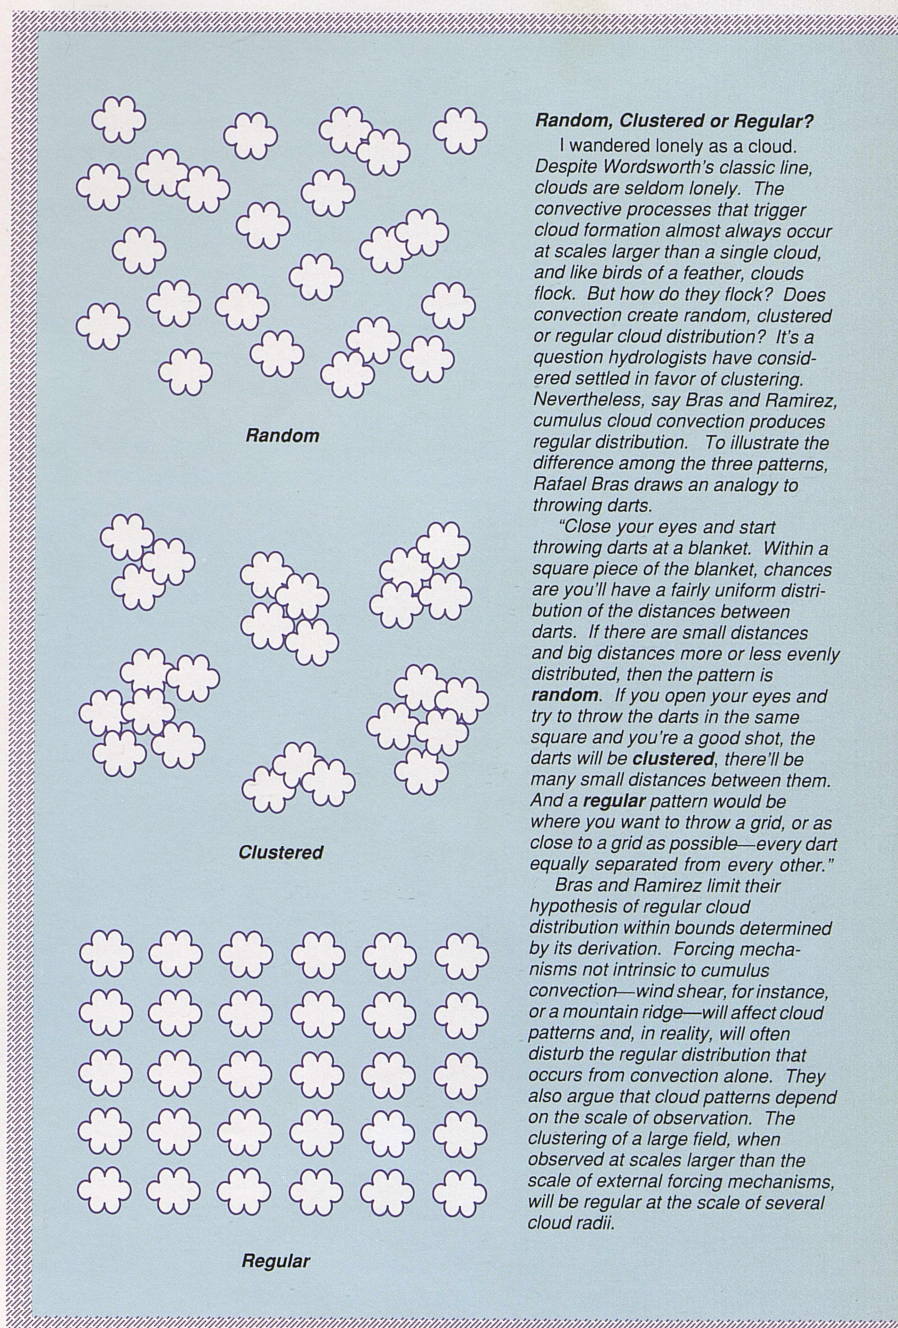 Random
Clustered
Regular
Random, Clustered or Regular?
I wandered lonely as a cloud.
Despite Wordsworth's classic line,
clouds are seldom lonely. The
convective processes that trigger
cloud formation almost always occur
at scales larger than a single cloud,
and like birds of a feather, clouds
flock. But how do they flock? Does
convection create random, clustered
or regular cloud distribution? It's a
question hydrologists have consid-
ered settled in favor of clustering.
Nevertheless, say Bras and Ramirez,
cumulus cloud convection produces
regular distribution. To illustrate the
difference among the three patterns,
Rafael Bras draws an analogy to
throwing darts.
"Close your eyes and start
throwing darts at a blanket. Within a
square piece of the blanket, chances
are you'll have a fairly uniform distri-
bution of the distances between
darts. If there are small distances
and big distances more or less evenly
distributed, then the pattern is
random. If you open your eyes and
try to throw the darts in the same
square and you're a good shot, the
darts will be clustered, there'll be
many small distances between them.
And a regular pattern would be
where you want to throw a grid, or as
close to a grid as possible—every dart
equally separated from every other."
Bras and Ramirez limit their
hypothesis of regular cloud
distribution within bounds determined
by its derivation. Forcing mecha-
nisms not intrinsic to cumulus
convection—wind shear, for instance,
or a mountain ridge—will affect cloud
patterns and, in reality, will often
disturb the regular distribution that
occurs from convection alone. They
also argue that cloud patterns depend
on the scale of observation. The
clustering of a large field, when
observed at scales larger than the
scale of external forcing mechanisms,
will be regular at the scale of several
cloud radii.